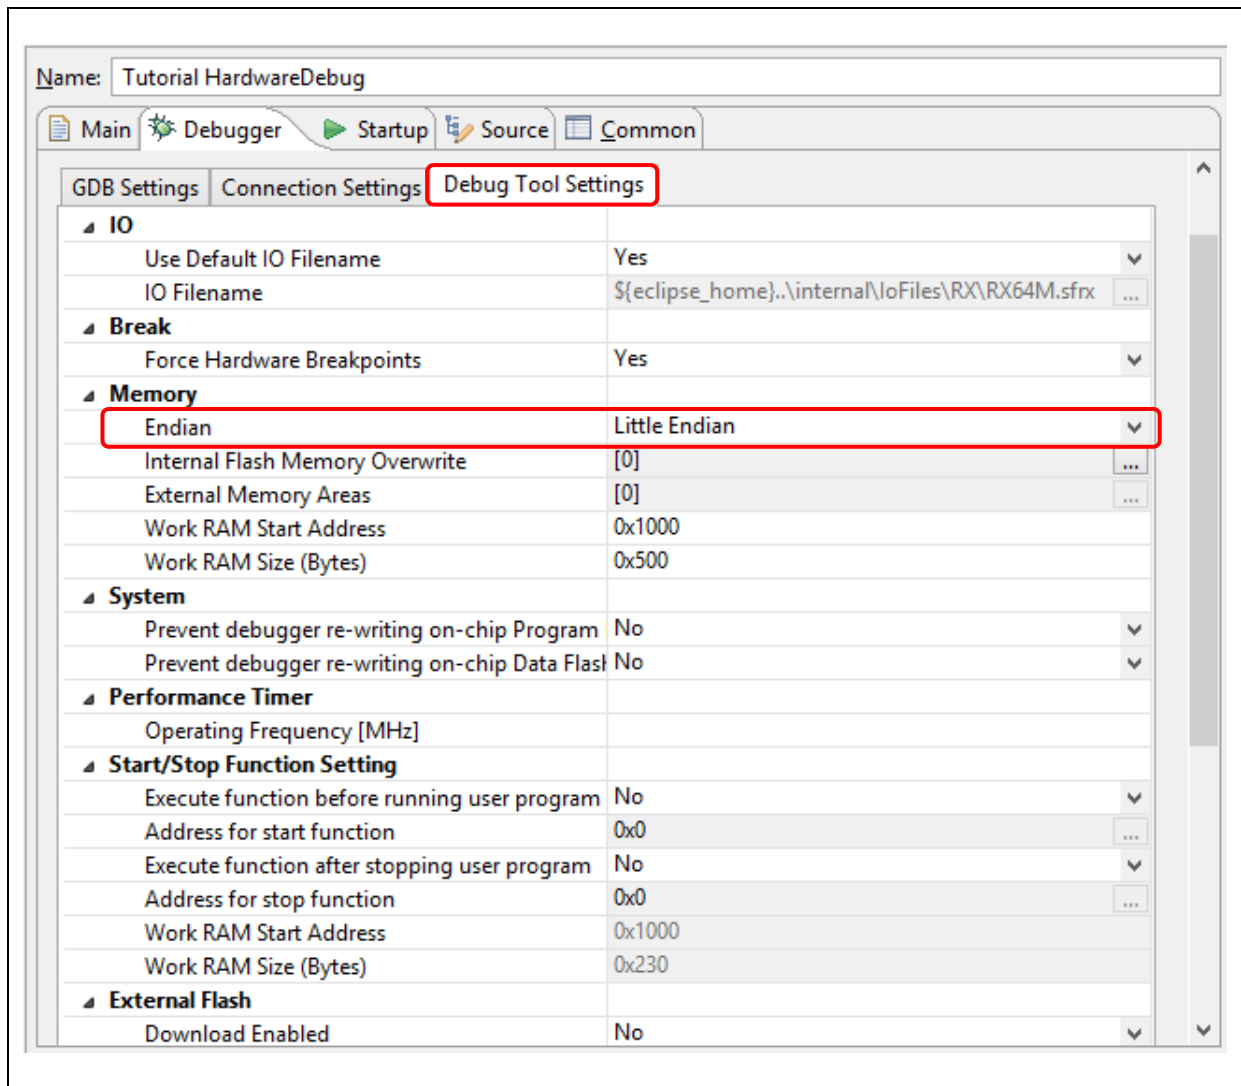 Name: Tutorial HardwareDebug
Main Debugger Startup Source Common
GDB Settings Connection Settings Debug Tool Settings
IO
Use Default IO Filename Yes
IO Filename ${eclipse_home}..\internal\IoFiles\RX\RX64M.sfrx ...
Break
Force Hardware Breakpoints Yes
Memory
Endian Little Endian
Internal Flash Memory Overwrite [0] ...
External Memory Areas [0] ...
Work RAM Start Address 0x1000
Work RAM Size (Bytes) 0x500
System
Prevent debugger re-writing on-chip Program No
Prevent debugger re-writing on-chip Data Flash No
Performance Timer
Operating Frequency [MHz]
Start/Stop Function Setting
Execute function before running user program No
Address for start function 0x0 ...
Execute function after stopping user program No
Address for stop function 0x0 ...
Work RAM Start Address 0x1000
Work RAM Size (Bytes) 0x230
External Flash
Download Enabled No